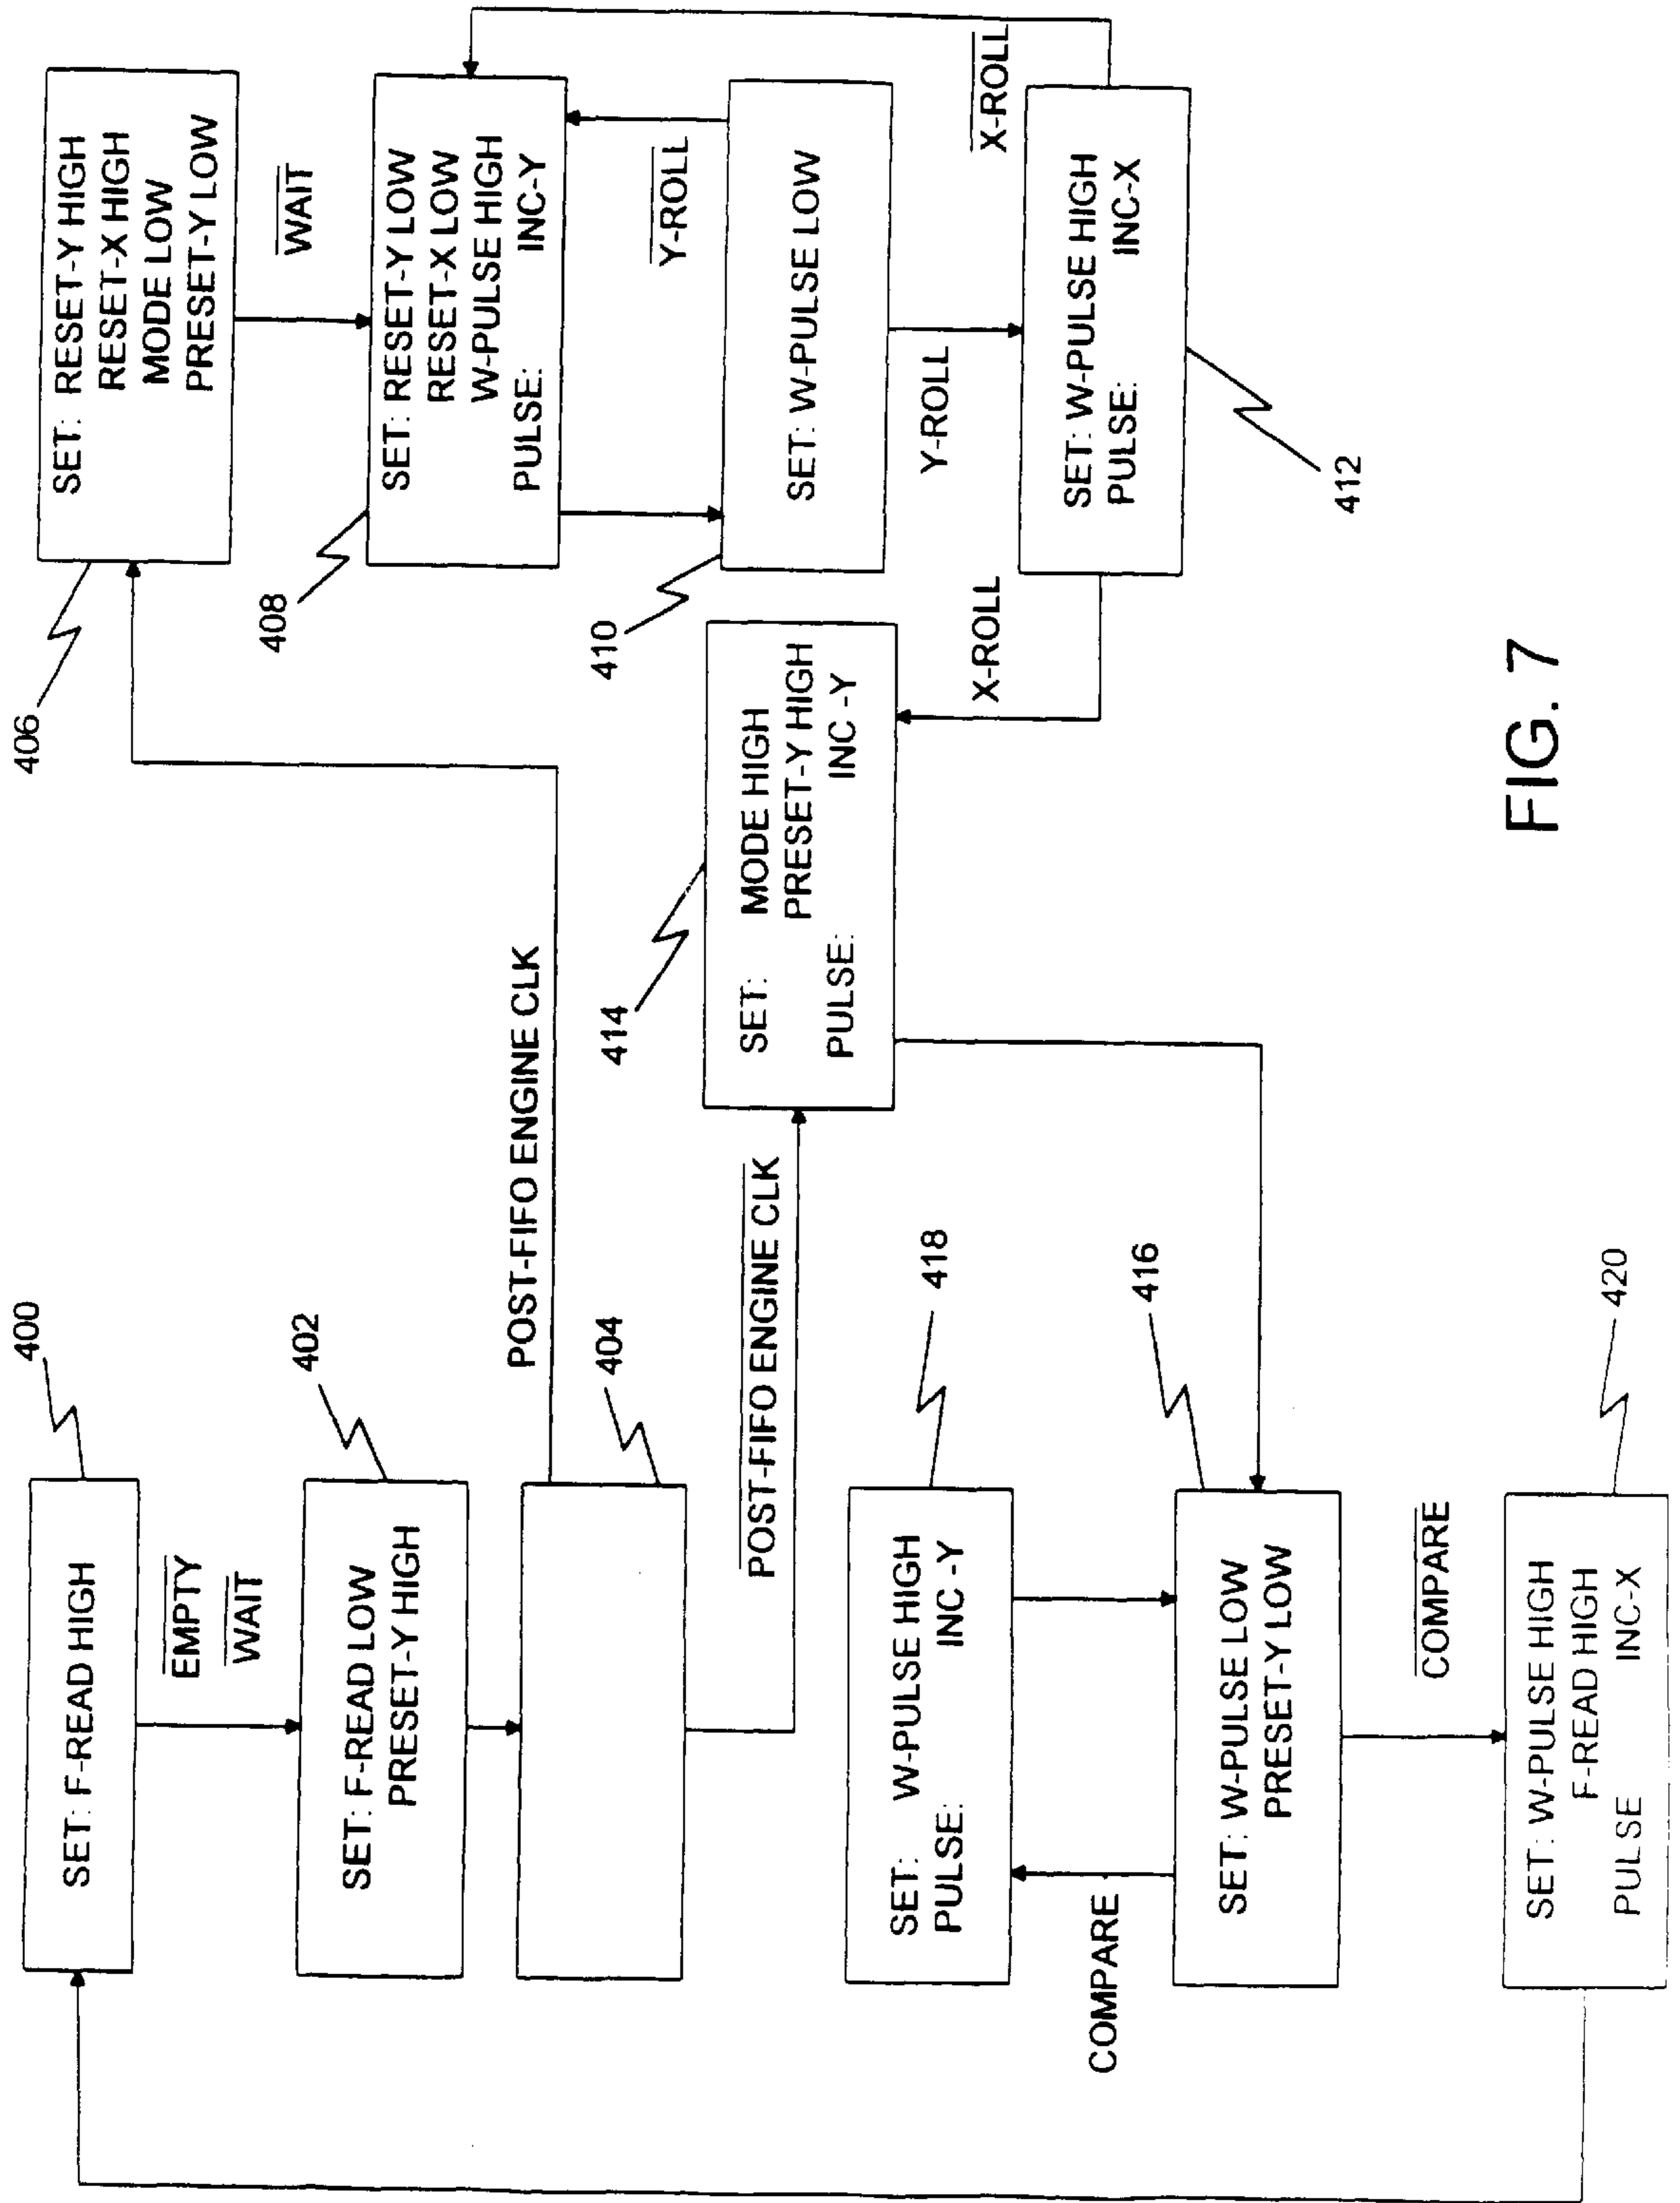 400
SET: F-READ HIGH
EMPTY
WAIT
402
SET: F-READ LOW
PRESET-Y HIGH
404
POST-FIFO ENGINE CLK
POST-FIFO ENGINE CLK
406
SET: RESET-Y HIGH
RESET-X HIGH
MODE LOW
PRESET-Y LOW
WAIT
408
SET: RESET-Y LOW
RESET-X LOW
W-PULSE HIGH
PULSE: INC-Y
Y-ROLL
410
SET: W-PULSE LOW
Y-ROLL
X-ROLL
SET: W-PULSE HIGH
PULSE: INC-X
412
X-ROLL
414
SET: MODE HIGH
PRESET-Y HIGH
PULSE: INC-Y
418
SET: W-PULSE HIGH
PULSE: INC-Y
COMPARE
416
SET: W-PULSE LOW
PRESET-Y LOW
COMPARE
420
SET: W-PULSE HIGH
F-READ HIGH
PULSE INC-X
FIG. 7